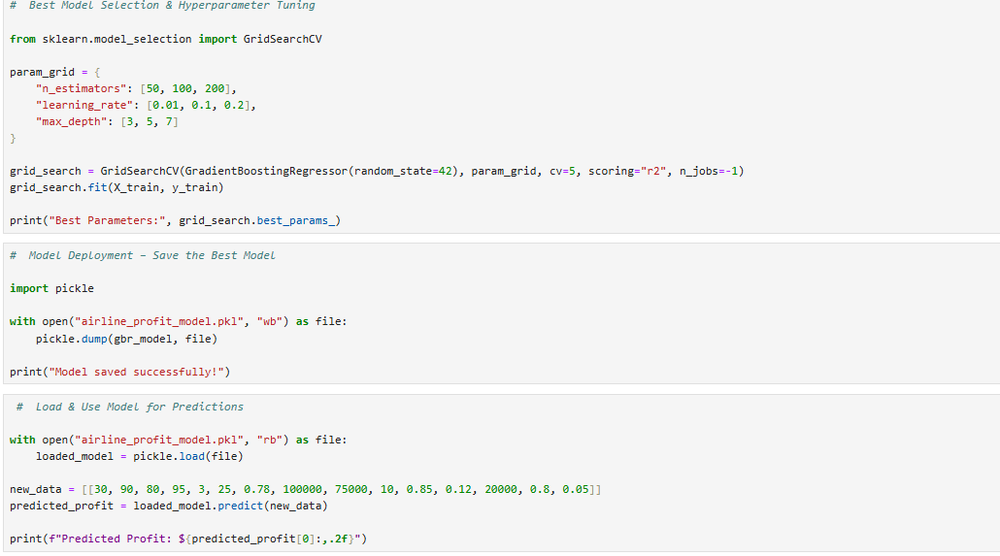 #  Best Model Selection & Hyperparameter Tuning
from sklearn.model_selection import GridSearchCV
param_grid = {
    "n_estimators": [50, 100, 200],
    "learning_rate": [0.01, 0.1, 0.2],
    "max_depth": [3, 5, 7]
}
grid_search = GridSearchCV(GradientBoostingRegressor(random_state=42), param_grid, cv=5, scoring="r2", n_jobs=-1)
grid_search.fit(X_train, y_train)
print("Best Parameters:", grid_search.best_params_)
#  Model Deployment – Save the Best Model
import pickle
with open("airline_profit_model.pkl", "wb") as file:
    pickle.dump(gbr_model, file)
print("Model saved successfully!")
#  Load & Use Model for Predictions
with open("airline_profit_model.pkl", "rb") as file:
    loaded_model = pickle.load(file)
new_data = [[30, 90, 80, 95, 3, 25, 0.78, 100000, 75000, 10, 0.85, 0.12, 20000, 0.8, 0.05]]
predicted_profit = loaded_model.predict(new_data)
print(f"Predicted Profit: ${predicted_profit[0]:,.2f}")